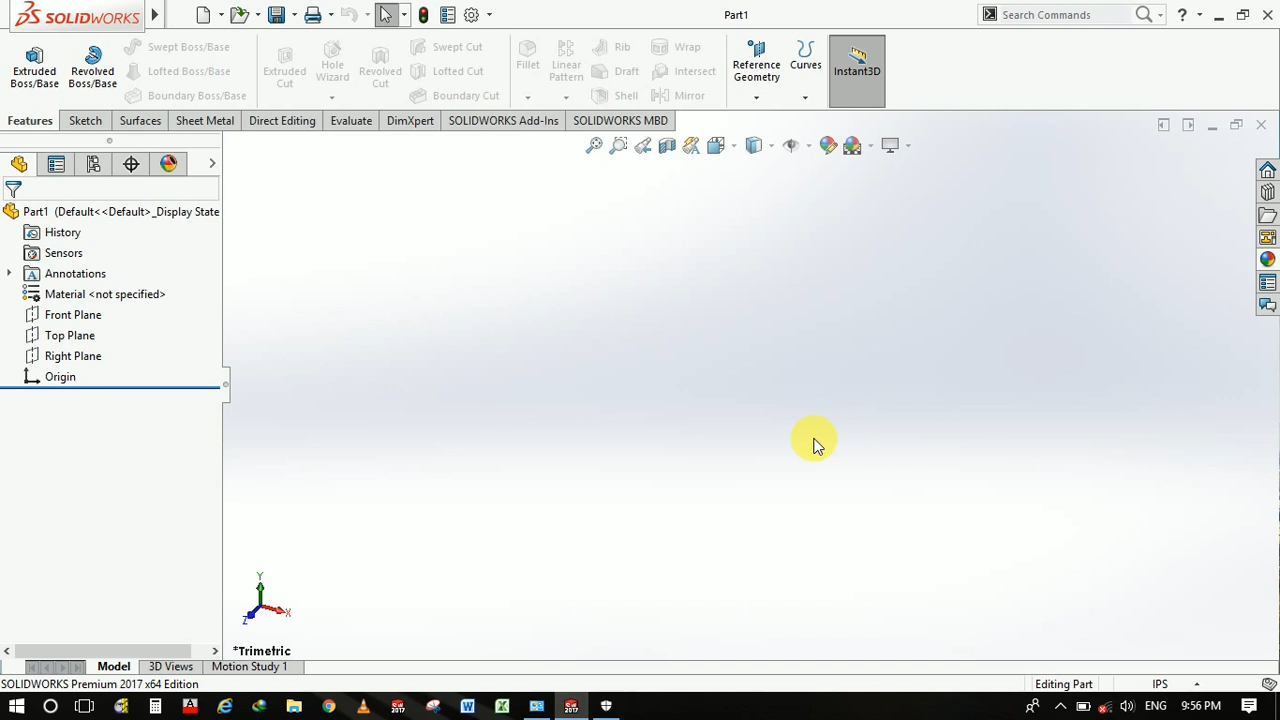 SOLIDWORKS
Part1
Search Commands
Extruded Boss/Base
Revolved Boss/Base
Swept Boss/Base
Lofted Boss/Base
Boundary Boss/Base
Extruded Cut
Hole Wizard
Revolved Cut
Swept Cut
Lofted Cut
Boundary Cut
Fillet
Linear Pattern
Rib
Draft
Shell
Wrap
Intersect
Mirror
Reference Geometry
Curves
Instant3D
Features
Sketch
Surfaces
Sheet Metal
Direct Editing
Evaluate
DimXpert
SOLIDWORKS Add-Ins
SOLIDWORKS MBD
Part1 (Default<<Default>_Display State
History
Sensors
Annotations
Material <not specified>
Front Plane
Top Plane
Right Plane
Origin
Y
X
Z
*Trimetric
Model
3D Views
Motion Study 1
SOLIDWORKS Premium 2017 x64 Edition
Editing Part
IPS
ENG
9:56 PM